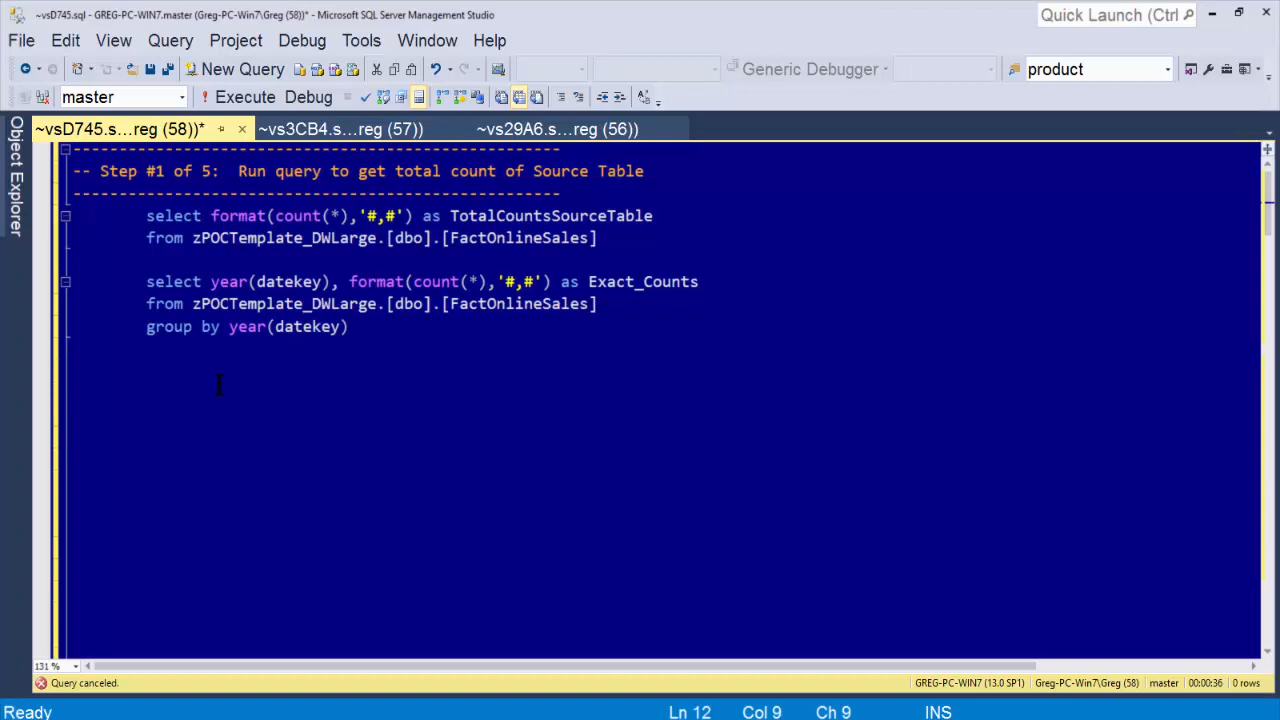 ~vsD745.sql - GREG-PC-WIN7.master (Greg-PC-Win7\Greg (58))* - Microsoft SQL Server Management Studio
Quick Launch (Ctrl
File Edit View Query Project Debug Tools Window Help
New Query Generic Debugger product
master Execute Debug
~vsD745.s...reg (58))* ~vs3CB4.s...reg (57)) ~vs29A6.s...reg (56))
Object Explorer
------------------------------------------------------
-- Step #1 of 5:  Run query to get total count of Source Table
------------------------------------------------------
select format(count(*),'#,#') as TotalCountsSourceTable
from zPOCTemplate_DWLarge.[dbo].[FactOnlineSales]
select year(datekey), format(count(*),'#,#') as Exact_Counts
from zPOCTemplate_DWLarge.[dbo].[FactOnlineSales]
group by year(datekey)
131 %
Query canceled. GREG-PC-WIN7 (13.0 SP1) Greg-PC-Win7\Greg (58) master 00:00:36 0 rows
Ready Ln 12 Col 9 Ch 9 INS